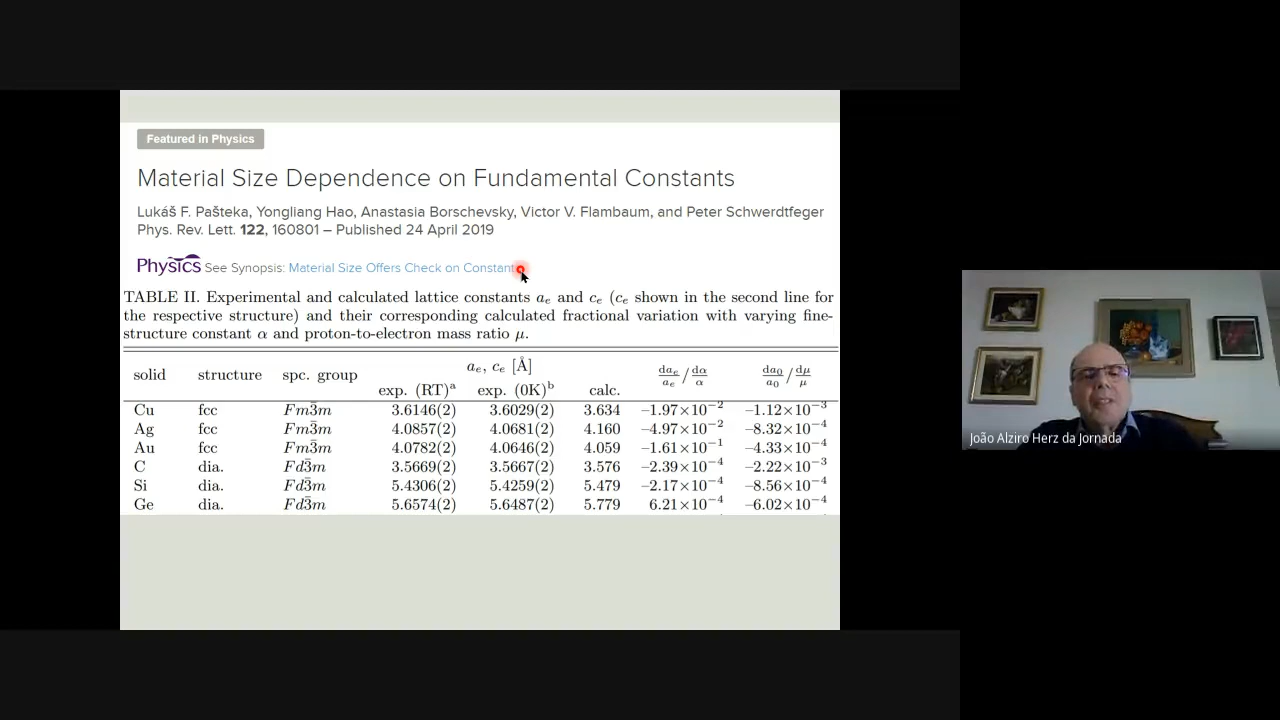 Featured in Physics
Material Size Dependence on Fundamental Constants
Lukáš F. Pašteka, Yongliang Hao, Anastasia Borschevsky, Victor V. Flambaum, and Peter Schwerdtfeger
Phys. Rev. Lett. 122, 160801 – Published 24 April 2019
Physics See Synopsis: Material Size Offers Check on Constant
TABLE II. Experimental and calculated lattice constants aₑ and cₑ (cₑ shown in the second line for
the respective structure) and their corresponding calculated fractional variation with varying fine-
structure constant α and proton-to-electron mass ratio μ.
solid structure spc. group aₑ, cₑ [Å] daₑ/aₑ / dα/α da₀/a₀ / dμ/μ
exp. (RT)ᵃ exp. (0K)ᵇ calc.
Cu fcc Fm3̄m 3.6146(2) 3.6029(2) 3.634 –1.97×10⁻² –1.12×10⁻³
Ag fcc Fm3̄m 4.0857(2) 4.0681(2) 4.160 –4.97×10⁻² –8.32×10⁻⁴
Au fcc Fm3̄m 4.0782(2) 4.0646(2) 4.059 –1.61×10⁻¹ –4.33×10⁻⁴
C dia. Fd3̄m 3.5669(2) 3.5667(2) 3.576 –2.39×10⁻⁴ –2.22×10⁻³
Si dia. Fd3̄m 5.4306(2) 5.4259(2) 5.479 –2.17×10⁻⁴ –8.56×10⁻⁴
Ge dia. Fd3̄m 5.6574(2) 5.6487(2) 5.779 6.21×10⁻⁴ –6.02×10⁻⁴
João Alziro Herz da Jornada